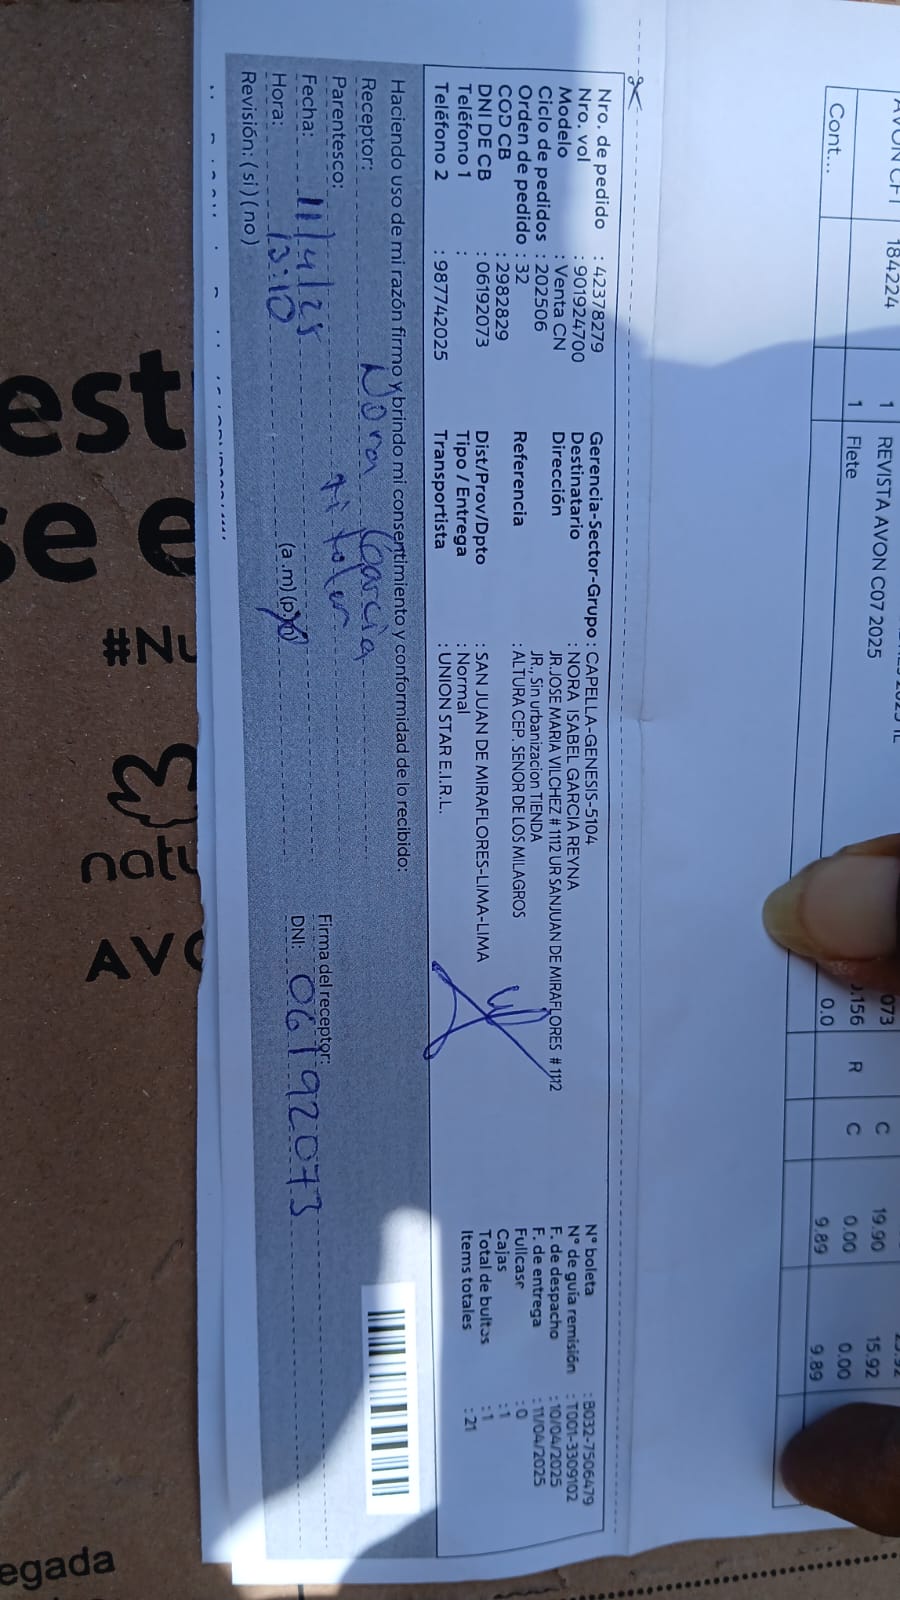 184224
1
REVISTA AVON C07 2025
073
C
19.90
15.92
1
Flete
R
C
0.00
0.00
Cont...
0.0
9.89
9.89
Nro. de pedido : 42378279
Nro. vol : 901924700
Modelo : Venta CN
Ciclo de pedidos : 202506
Orden de pedido : 32
COD CB : 2982829
DNI DE CB : 06192073
Teléfono 1 :
Teléfono 2 : 987742025
Gerencia-Sector-Grupo : CAPELLA-GENESIS-5104
Destinatario : NORA ISABEL GARCIA REYNA
Dirección JR.JOSE MARIA VILCHEZ # 1112 UR SANJUAN DE MIRAFLORES # 1112
JR., Sin urbanizacion TIENDA
Referencia : ALTURA CEP. SENOR DE LOS MILAGROS
Dist/Prov/Dpto : SAN JUAN DE MIRAFLORES-LIMA-LIMA
Tipo / Entrega : Normal
Transportista : UNION STAR E.I.R.L.
N° boleta : B032-7506479
N° de guía remisión : T001-3309102
F. de despacho : 10/04/2025
F. de entrega : 11/04/2025
Fullcase : 0
Cajas : 1
Total de bultos : 1
Items totales : 21
Haciendo uso de mi razón firmo y brindo mi consentimiento y conformidad de lo recibido:
Receptor: Nora Garcia
Parentesco: titular
Fecha: 11/4/25
Hora: 13:10 (a.m) (p.m)
Revisión: (si) (no)
Firma del receptor:
DNI: 06192073
est
se e
#Nu
natu
AVO
egada